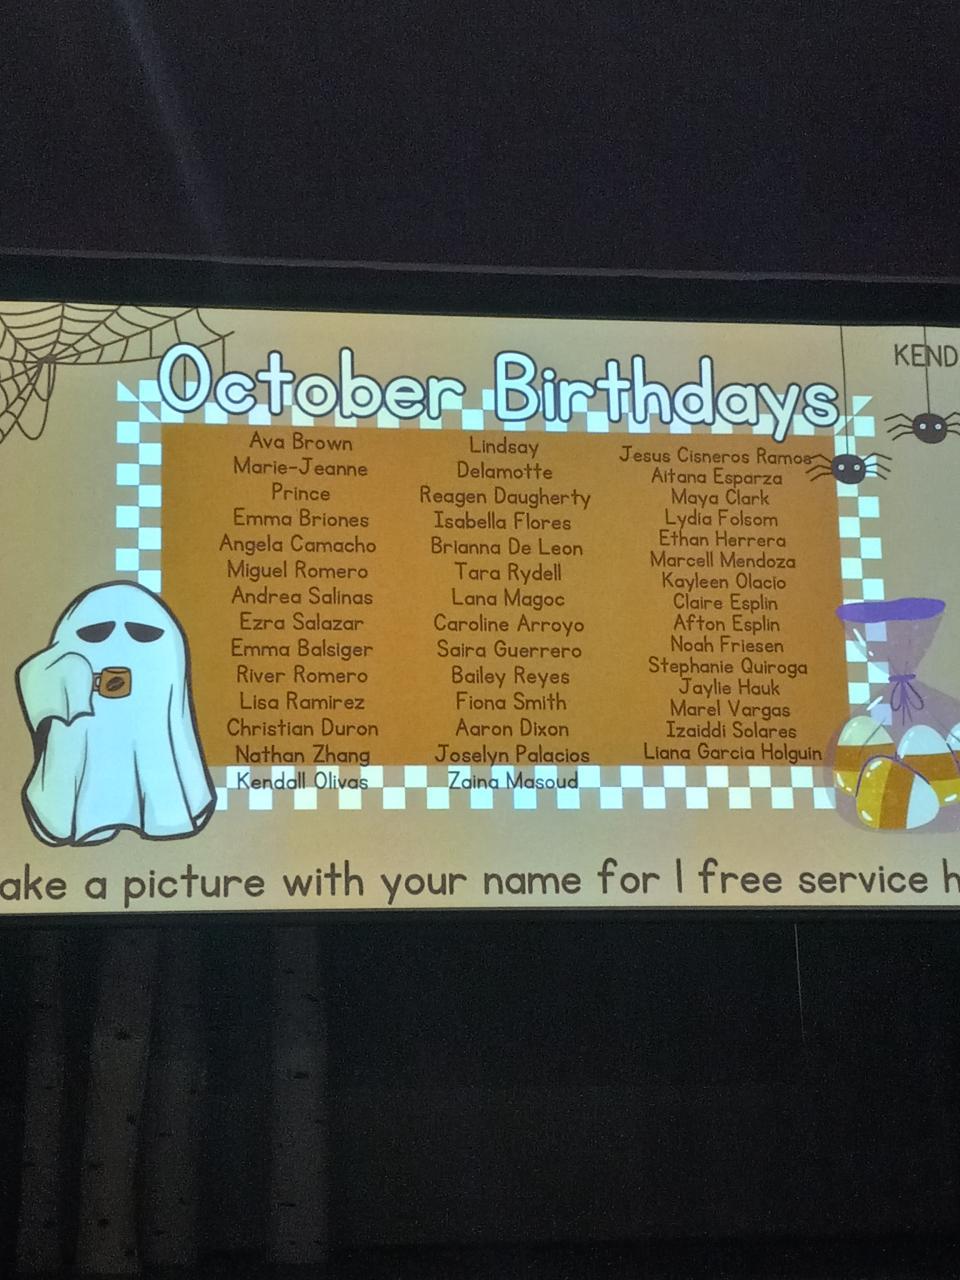 KEND
October Birthdays
Ava Brown
Marie-Jeanne
Prince
Emma Briones
Angela Camacho
Miguel Romero
Andrea Salinas
Ezra Salazar
Emma Balsiger
River Romero
Lisa Ramirez
Christian Duron
Nathan Zhang
Kendall Olivas
Lindsay
Delamotte
Reagen Daugherty
Isabella Flores
Brianna De Leon
Tara Rydell
Lana Magoc
Caroline Arroyo
Saira Guerrero
Bailey Reyes
Fiona Smith
Aaron Dixon
Joselyn Palacios
Zaina Masoud
Jesus Cisneros Ramos
Aitana Esparza
Maya Clark
Lydia Folsom
Ethan Herrera
Marcell Mendoza
Kayleen Olacio
Claire Esplin
Afton Esplin
Noah Friesen
Stephanie Quiroga
Jaylie Hauk
Marel Vargas
Izaiddi Solares
Liana Garcia Holguin
ake a picture with your name for 1 free service h